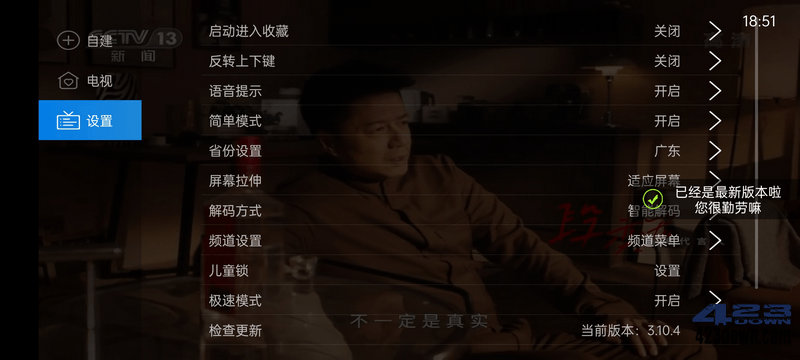 18:51
CCTV 13
新闻
自建
电视
设置
启动进入收藏 关闭
反转上下键 关闭
语音提示 开启
简单模式 开启
省份设置 广东
屏幕拉伸 适应屏幕
已经是最新版本啦
您很勤劳嘛
解码方式 智能解码
频道设置 频道菜单
代言
儿童锁 设置
极速模式 开启
不一定是真实
检查更新 当前版本：3.10.4
423
DOWN